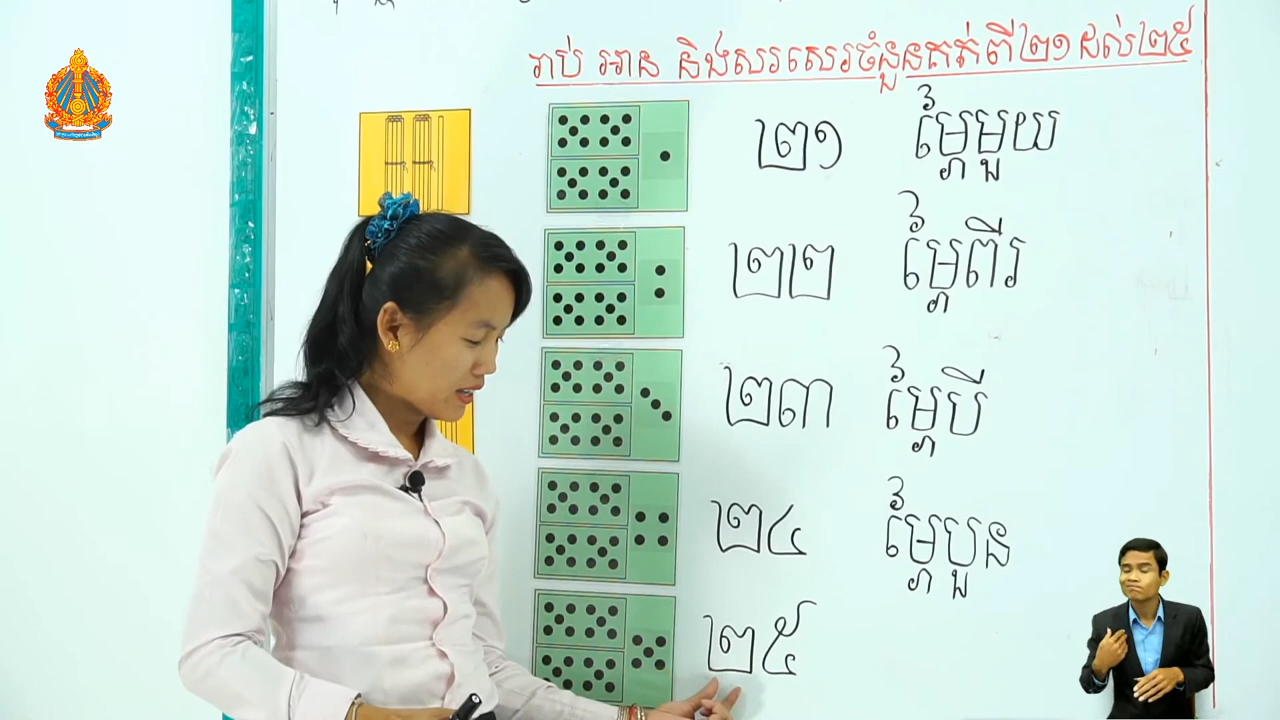 រាប់ អាន និងសរសេរចំនួនគត់ពី២១ ដល់២៥
២១ ម្ភៃមួយ
២២ ម្ភៃពីរ
២៣ ម្ភៃបី
២៤ ម្ភៃបួន
២៥